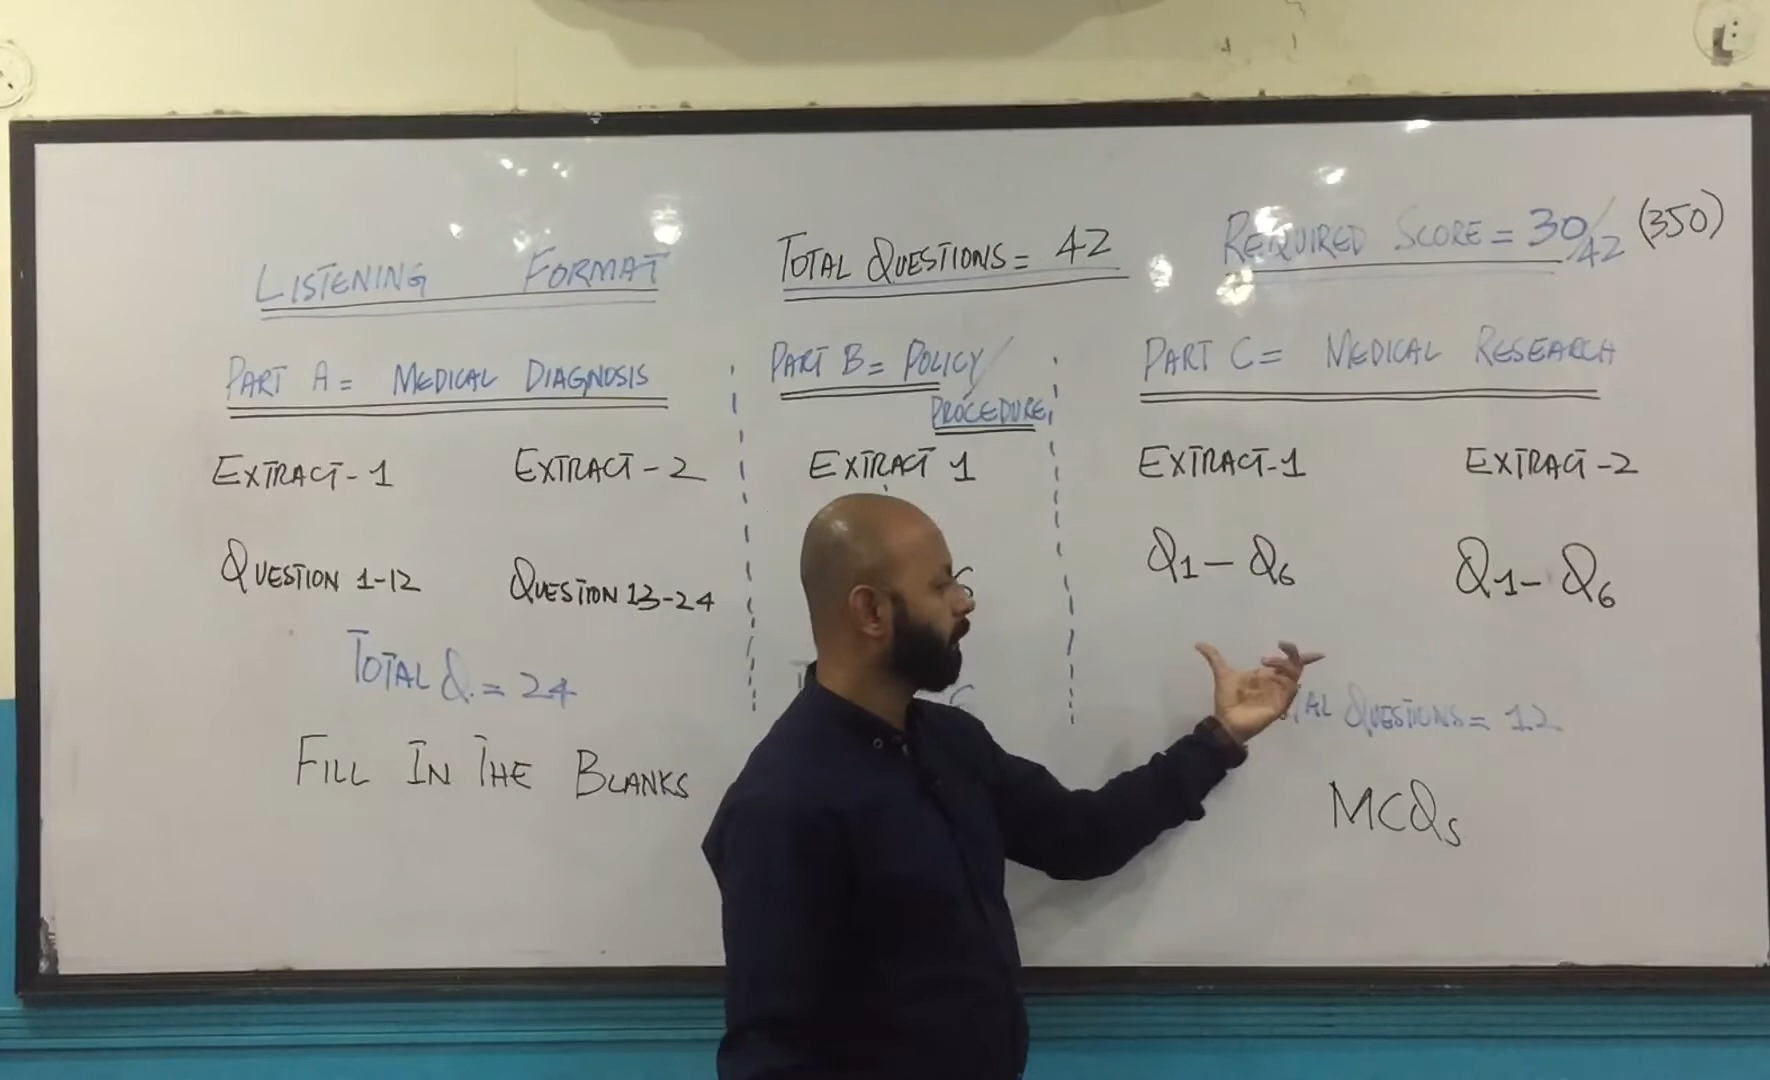 LISTENING FORMAT
TOTAL QUESTIONS = 42
REQUIRED SCORE = 30/42 (350)
PART A = MEDICAL DIAGNOSIS
EXTRACT-1 EXTRACT-2
QUESTION 1-12 QUESTION 13-24
TOTAL Q. = 24
FILL IN THE BLANKS
PART B = POLICY/
PROCEDURE
EXTRACT 1
6
PART C = MEDICAL RESEARCH
EXTRACT-1 EXTRACT-2
Q1 - Q6 Q1 - Q6
QUESTIONS = 12
MCQs